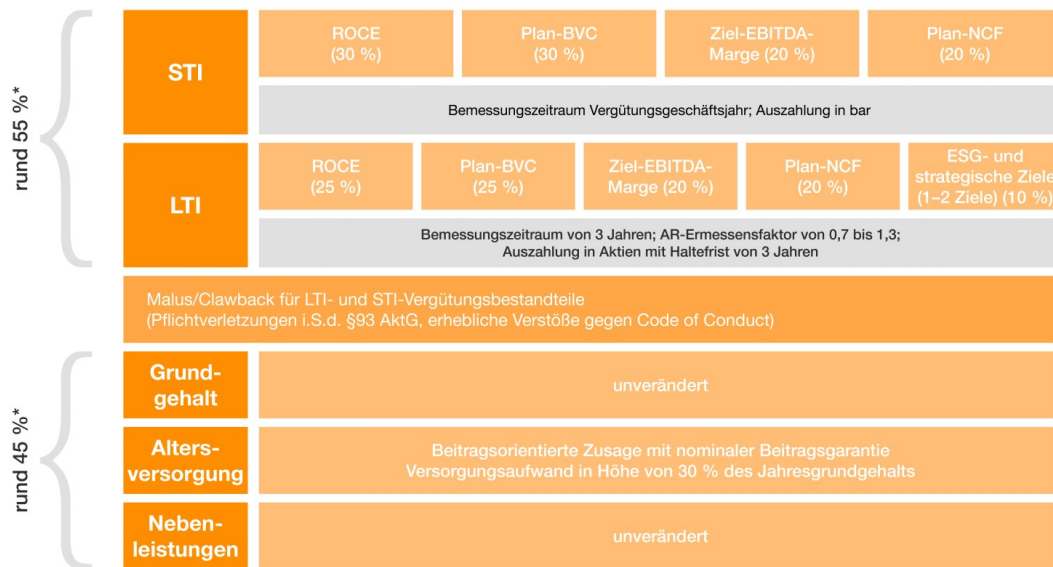 rund 55 %*
STI
ROCE
(30 %)
Plan-BVC
(30 %)
Ziel-EBITDA-
Marge (20 %)
Plan-NCF
(20 %)
Bemessungszeitraum Vergütungsgeschäftsjahr; Auszahlung in bar
LTI
ROCE
(25 %)
Plan-BVC
(25 %)
Ziel-EBITDA-
Marge (20 %)
Plan-NCF
(20 %)
ESG- und
strategische Ziele
(1–2 Ziele) (10 %)
Bemessungszeitraum von 3 Jahren; AR-Ermessensfaktor von 0,7 bis 1,3;
Auszahlung in Aktien mit Haltefrist von 3 Jahren
Malus/Clawback für LTI- und STI-Vergütungsbestandteile
(Pflichtverletzungen i.S.d. §93 AktG, erhebliche Verstöße gegen Code of Conduct)
rund 45 %*
Grund-
gehalt
unverändert
Alters-
versorgung
Beitragsorientierte Zusage mit nominaler Beitragsgarantie
Versorgungsaufwand in Höhe von 30 % des Jahresgrundgehalts
Neben-
leistungen
unverändert